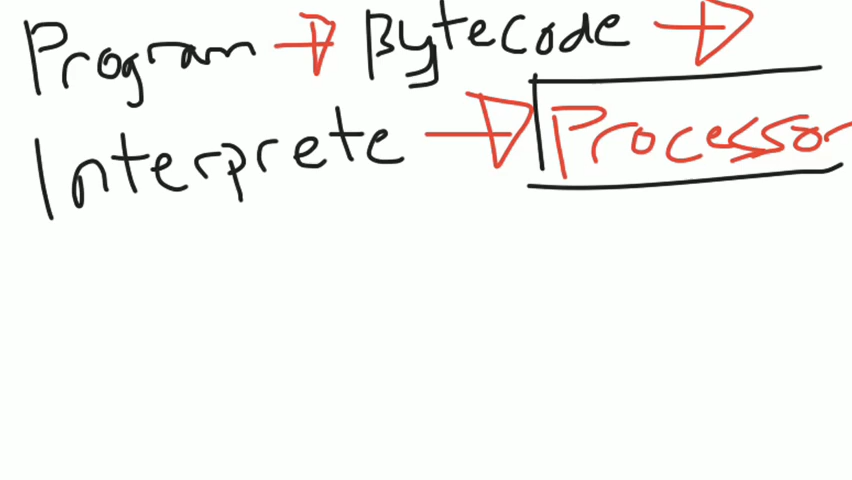 Program → Bytecode →
Interprete → Processor